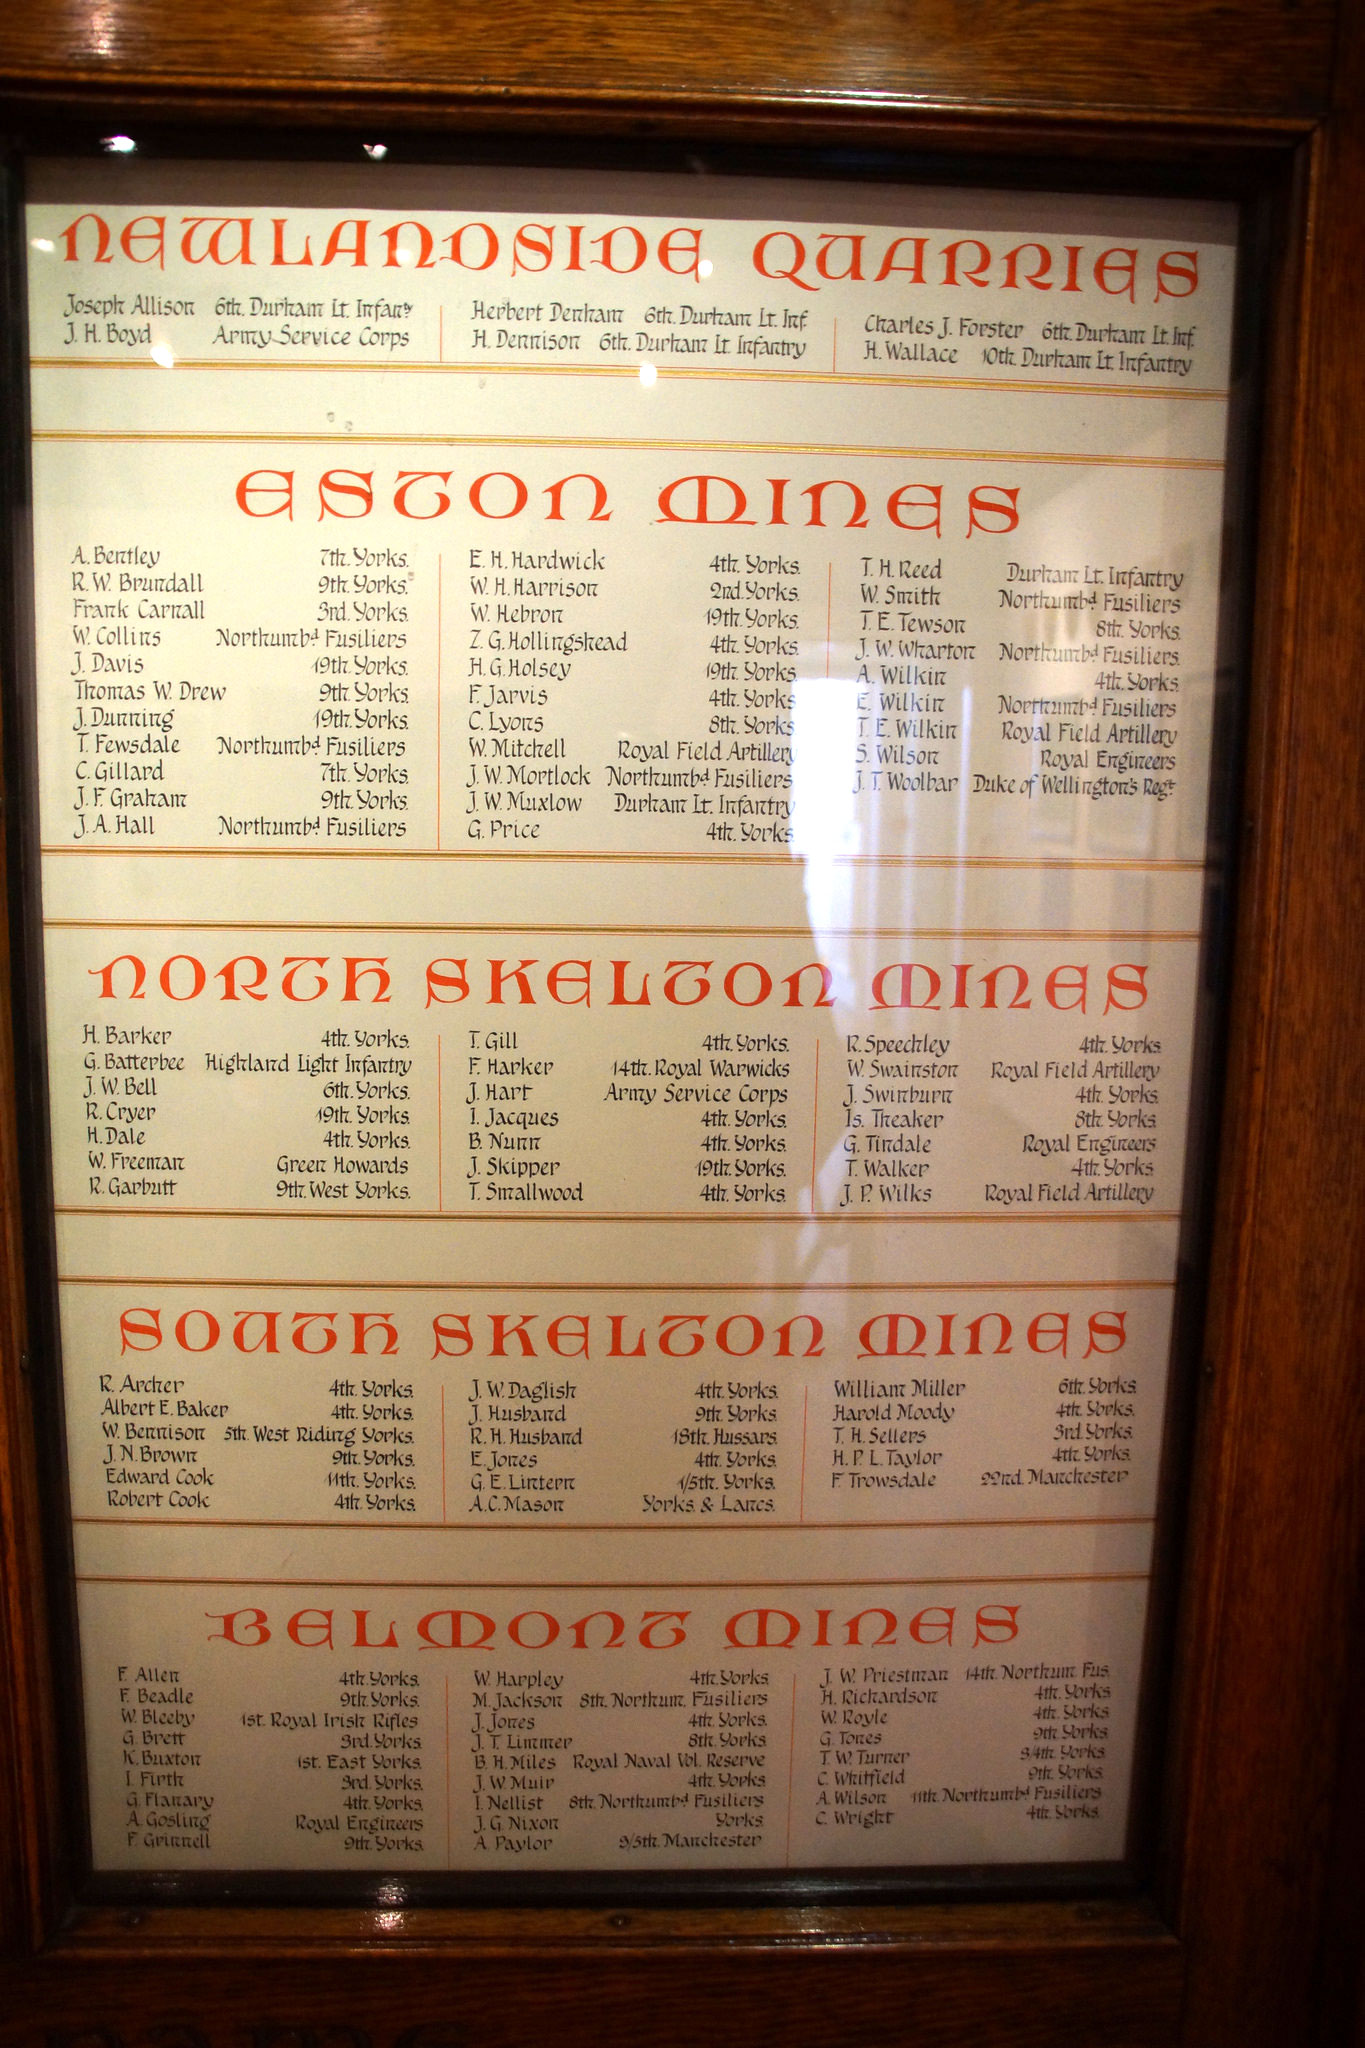 NEWLANDSIDE QUARRIES
Joseph Allison 6th. Durham Lt. Infanty
J. H. Boyd Army Service Corps
Herbert Denham 6th. Durham Lt. Inf.
H. Dennison 6th. Durham Lt. Infantry
Charles J. Forster 6th. Durham Lt. Inf.
H. Wallace 10th. Durham Lt. Infantry
ESTON MINES
A. Bentley 7th. Yorks.
R. W. Brundall 9th. Yorks.
Frank Carnall 3rd. Yorks.
W. Collins Northumbd. Fusiliers
J. Davis 19th. Yorks.
Thomas W. Drew 9th. Yorks.
J. Dunning 19th. Yorks.
T. Fewsdale Northumbd. Fusiliers
C. Gillard 7th. Yorks.
J. F. Graham 9th. Yorks.
J. A. Hall Northumbd. Fusiliers
E. H. Hardwick 4th. Yorks.
W. H. Harrison 2nd. Yorks.
W. Hebron 19th. Yorks.
Z. G. Hollingshead 4th. Yorks.
H. G. Holsey 19th. Yorks.
F. Jarvis 4th. Yorks.
C. Lyons 8th. Yorks.
W. Mitchell Royal Field Artillery
J. W. Mortlock Northumbd. Fusiliers
J. W. Muxlow Durham Lt. Infantry
G. Price 4th. Yorks.
T. H. Reed Durham Lt. Infantry
W. Smith Northumbd. Fusiliers
T. E. Tewson 8th. Yorks.
J. W. Wharton Northumbd. Fusiliers.
A. Wilkin 4th. Yorks.
E. Wilkin Northumbd. Fusiliers
T. E. Wilkin Royal Field Artillery
S. Wilson Royal Engineers
J. T. Woolbar Duke of Wellington's Regt.
NORTH SKELTON MINES
H. Barker 4th. Yorks.
G. Batterbee Highland Light Infantry
J. W. Bell 6th. Yorks.
R. Cryer 19th. Yorks.
H. Dale 4th. Yorks.
W. Freeman Green Howards
R. Garbutt 9th. West Yorks.
T. Gill 4th. Yorks.
F. Harker 14th. Royal Warwicks
J. Hart Army Service Corps
I. Jacques 4th. Yorks.
B. Nunn 4th. Yorks.
J. Skipper 19th. Yorks.
T. Smallwood 4th. Yorks.
R. Speechley 4th. Yorks.
W. Swainston Royal Field Artillery
J. Swinburn 4th. Yorks.
Is. Theaker 8th. Yorks.
G. Tindale Royal Engineers
T. Walker 4th. Yorks.
J. P. Wilks Royal Field Artillery
SOUTH SKELTON MINES
R. Archer 4th. Yorks.
Albert E. Baker 4th. Yorks.
W. Bennison 5th. West Riding Yorks.
J. N. Brown 9th. Yorks.
Edward Cook 11th. Yorks.
Robert Cook 4th. Yorks.
J. W. Daglish 4th. Yorks.
J. Husband 9th. Yorks.
R. H. Husband 18th. Hussars.
E. Jones 4th. Yorks.
G. E. Lintern 1/5th. Yorks.
A. C. Mason Yorks. & Lancs.
William Miller 6th. Yorks.
Harold Moody 4th. Yorks.
T. H. Sellers 3rd. Yorks.
H. P. L. Taylor 4th. Yorks.
F. Trowsdale 22nd. Manchester
BELMONT MINES
F. Allen 4th. Yorks.
F. Beadle 9th. Yorks.
W. Bleeby 1st. Royal Irish Rifles
G. Brett 3rd. Yorks.
K. Buxton 1st. East Yorks.
I. Firth 3rd. Yorks.
G. Flanary 4th. Yorks.
A. Gosling Royal Engineers
F. Grinnell 9th. Yorks.
W. Harpley 4th. Yorks.
M. Jackson 8th. Northum. Fusiliers
J. Jones 4th. Yorks.
J. T. Limmer 8th. Yorks
B. H. Miles Royal Naval Vol. Reserve
J. W. Muir 4th. Yorks
I. Nellist 8th. Northumbd. Fusiliers
J. G. Nixon Yorks.
A. Paylor 2/5th. Manchester
J. W. Priestman 14th. Northum Fus.
H. Richardson 4th. Yorks
W. Royle 4th. Yorks
G. Tones 9th. Yorks.
T. W. Turner 3/4th. Yorks.
C. Whitfield 9th. Yorks.
A. Wilson 11th. Northumbd. Fusiliers
C. Wright 4th. Yorks.